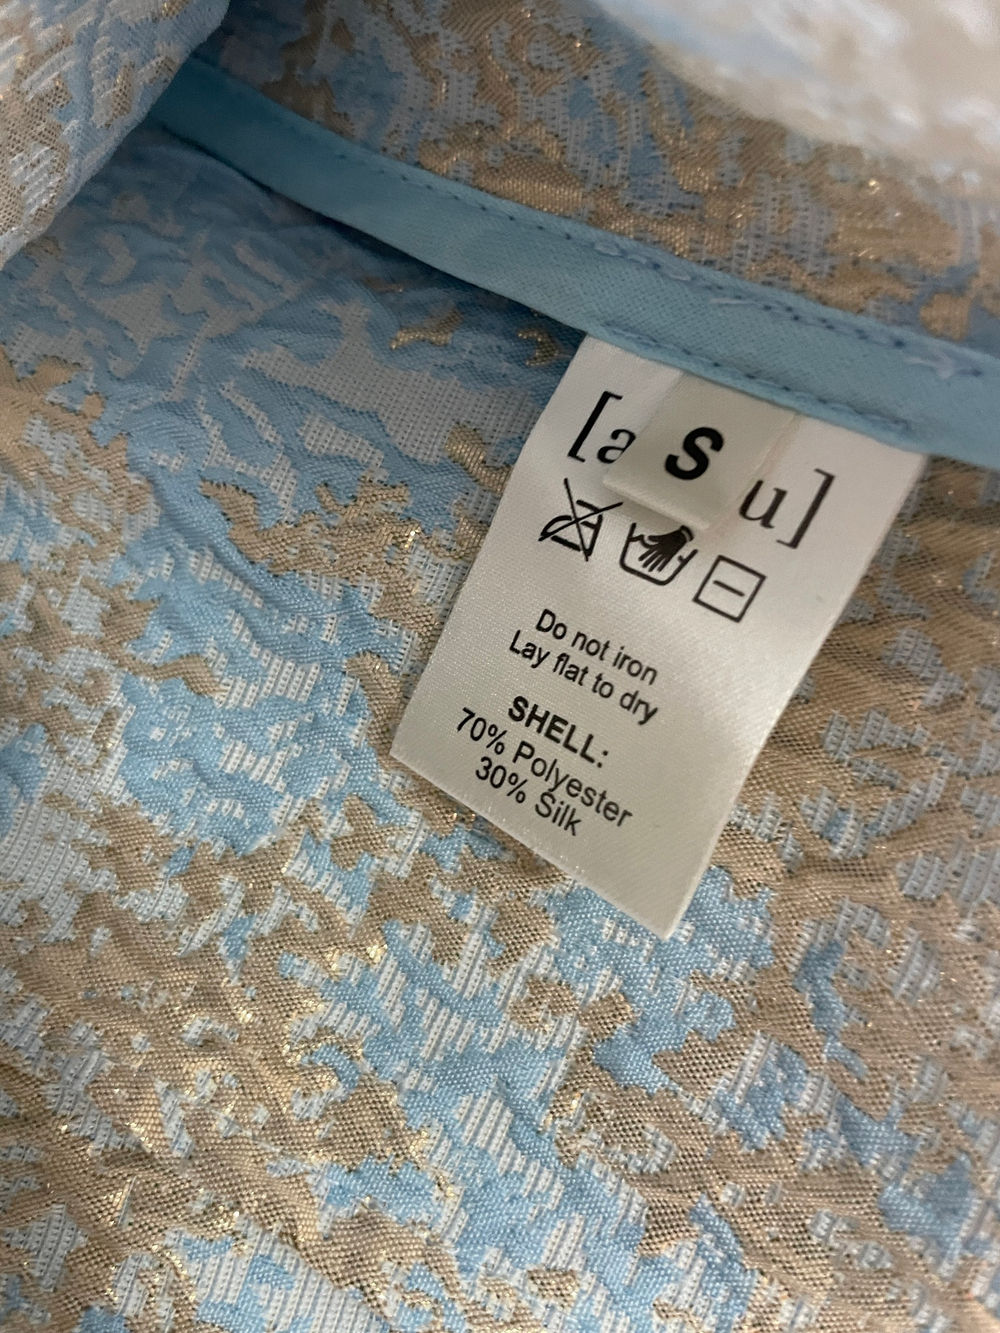 [a S u]
Do not iron
Lay flat to dry
SHELL:
70% Polyester
30% Silk